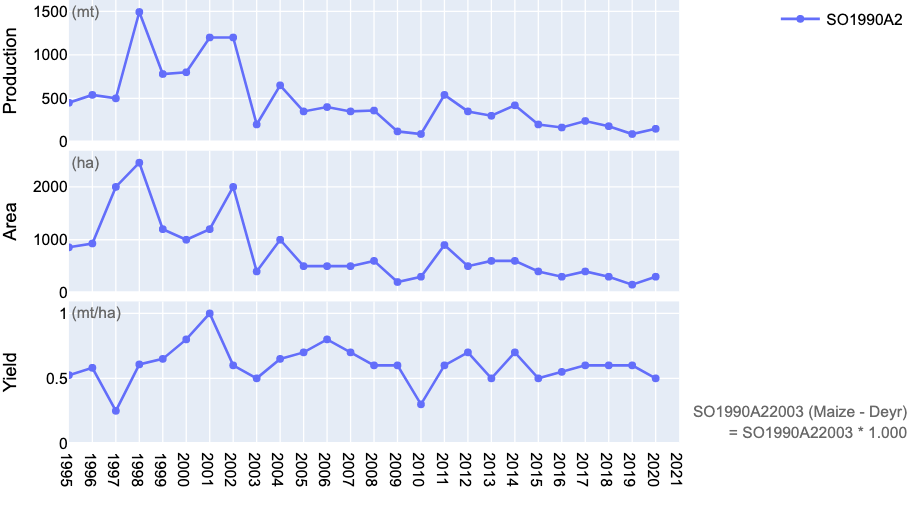 1500 (mt)
SO1990A2
1000
500
0
Production
(ha)
2000
1000
0
Area
1 (mt/ha)
0.5
0
Yield
SO1990A22003 (Maize - Deyr)
= SO1990A22003 * 1.000
1995 1996 1997 1998 1999 2000 2001 2002 2003 2004 2005 2006 2007 2008 2009 2010 2011 2012 2013 2014 2015 2016 2017 2018 2019 2020 2021